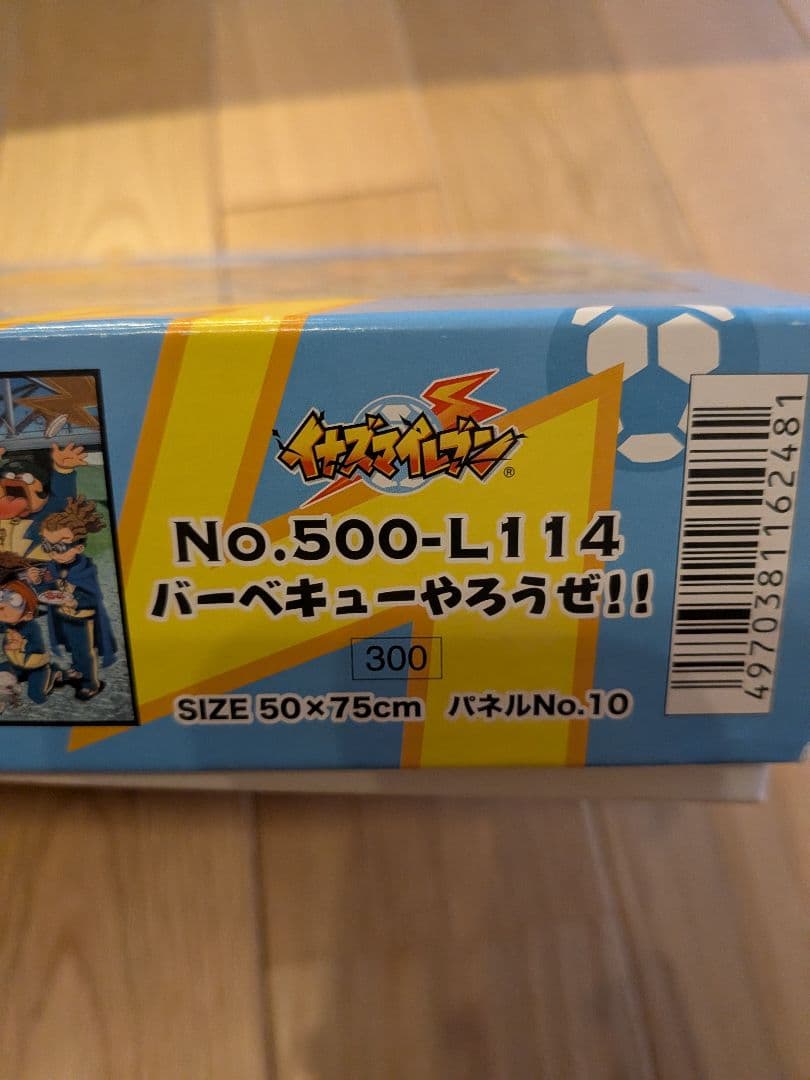 イナズマイレブン®
No.500-L114
バーベキューやろうぜ!!
300
SIZE 50×75cm パネルNo.10
4970381162481